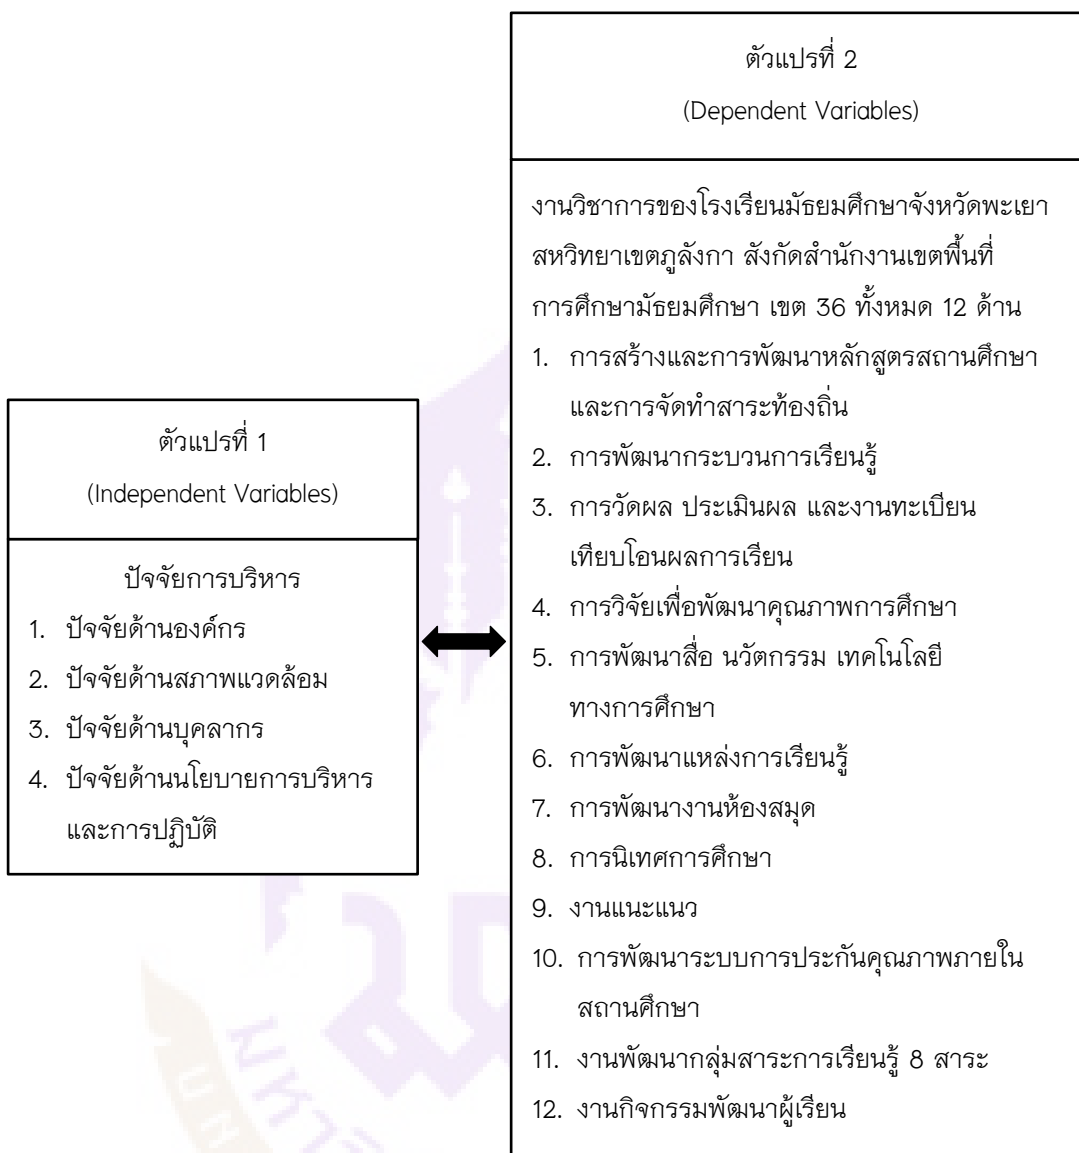 ตัวแปรที่ 2
(Dependent Variables)
งานวิชาการของโรงเรียนมัธยมศึกษาจังหวัดพะเยา
สหวิทยาเขตภูลังกา สังกัดสำนักงานเขตพื้นที่
การศึกษามัธยมศึกษา เขต 36 ทั้งหมด 12 ด้าน
1. การสร้างและการพัฒนาหลักสูตรสถานศึกษา
และการจัดทำสาระท้องถิ่น
2. การพัฒนากระบวนการเรียนรู้
3. การวัดผล ประเมินผล และงานทะเบียน
เทียบโอนผลการเรียน
4. การวิจัยเพื่อพัฒนาคุณภาพการศึกษา
5. การพัฒนาสื่อ นวัตกรรม เทคโนโลยี
ทางการศึกษา
6. การพัฒนาแหล่งการเรียนรู้
7. การพัฒนางานห้องสมุด
8. การนิเทศการศึกษา
9. งานแนะแนว
10. การพัฒนาระบบการประกันคุณภาพภายใน
สถานศึกษา
11. งานพัฒนากลุ่มสาระการเรียนรู้ 8 สาระ
12. งานกิจกรรมพัฒนาผู้เรียน
ตัวแปรที่ 1
(Independent Variables)
ปัจจัยการบริหาร
1. ปัจจัยด้านองค์กร
2. ปัจจัยด้านสภาพแวดล้อม
3. ปัจจัยด้านบุคลากร
4. ปัจจัยด้านนโยบายการบริหาร
และการปฏิบัติ